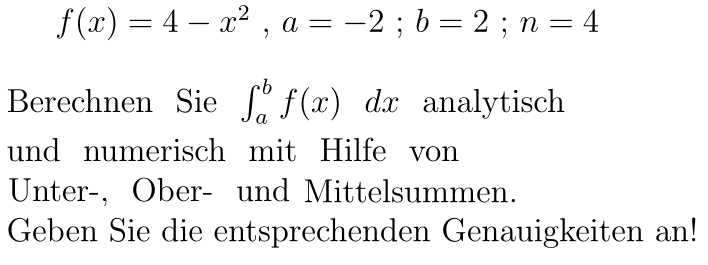 f(x) = 4 − x² , a = −2 ; b = 2 ; n = 4
Berechnen Sie ∫ₐᵇ f(x) dx analytisch
und numerisch mit Hilfe von
Unter-, Ober- und Mittelsummen.
Geben Sie die entsprechenden Genauigkeiten an!